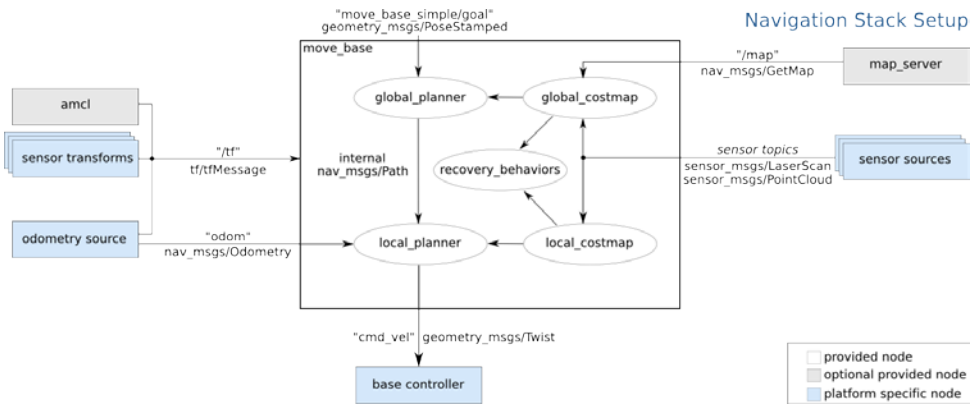 Navigation Stack Setup
"move_base_simple/goal"
geometry_msgs/PoseStamped
move_base
"/map"
nav_msgs/GetMap
map_server
global_planner
global_costmap
amcl
sensor transforms
"/tf"
tf/tfMessage
internal
nav_msgs/Path
recovery_behaviors
sensor topics
sensor_msgs/LaserScan
sensor_msgs/PointCloud
sensor sources
odometry source
"odom"
nav_msgs/Odometry
local_planner
local_costmap
"cmd_vel" geometry_msgs/Twist
base controller
provided node
optional provided node
platform specific node